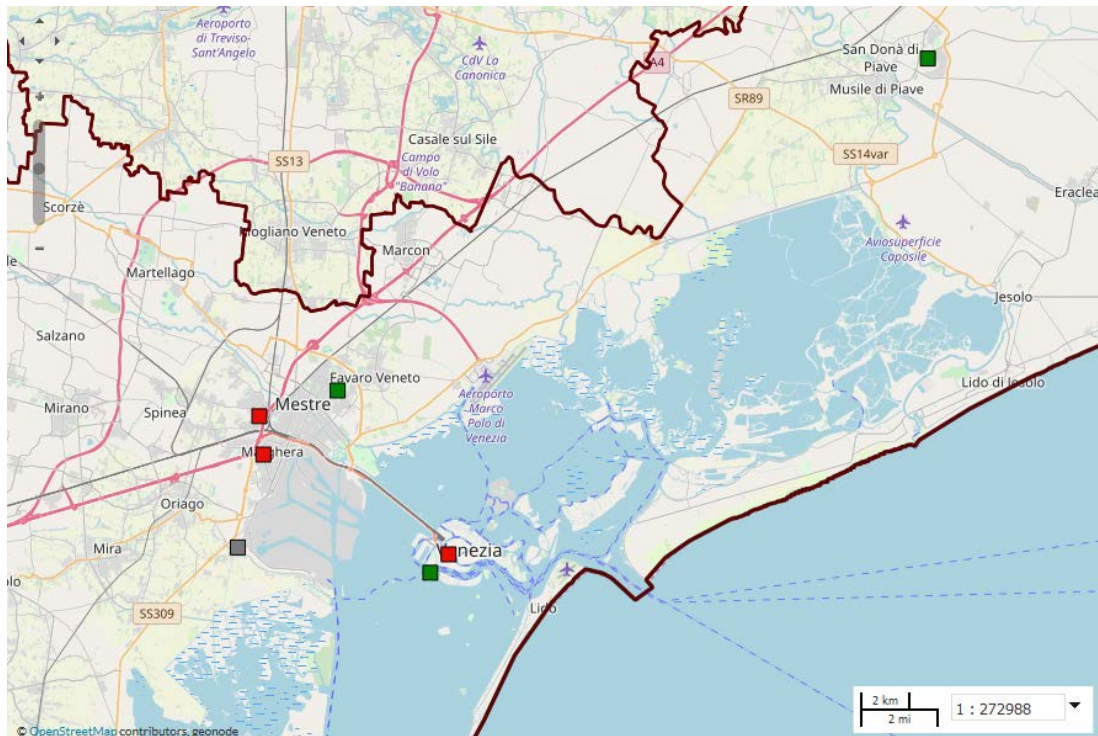 Aeroporto
di Treviso-
Sant'Angelo
CdV La
Canonica
A4
San Donà di
Piave
Musile di Piave
SR89
SS13
Casale sul Sile
Campo
di Volo
"Banana"
SS14var
Eraclea
Scorzè
Mogliano Veneto
Marcon
Aviosuperficie
Caposile
Martellago
Jesolo
Salzano
Favaro Veneto
Lido di Jesolo
Mirano
Spinea
Mestre
Aeroporto
Marco
Polo di
Venezia
Marghera
Oriago
Mira
Venezia
SS309
Lido
2 km
2 mi
1 : 272988
© OpenStreetMap contributors, geonode